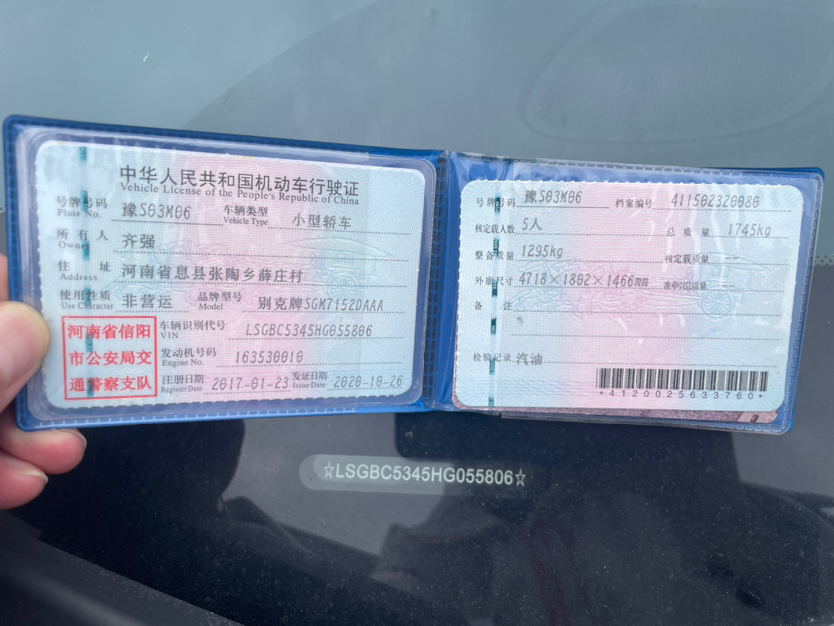 中华人民共和国机动车行驶证
Vehicle License of the People's Republic of China
号牌号码 豫S03M06 车辆类型 小型轿车
Plate No. Vehicle Type
所有人 齐强
Owner
住址 河南省息县张陶乡薛庄村
Address
使用性质 非营运 品牌型号 别克牌SGM7152DAAA
Use Character Model
河南省信阳
市公安局交
通警察支队
车辆识别代号 LSGBC5345HG055806
VIN
发动机号码 163530010
Engine No.
注册日期 2017-01-23 发证日期 2020-10-26
Register Date Issue Date
号牌号码 豫S03M06 档案编号 411502320080
核定载人数 5人 总质量 1745kg
整备质量 1295kg 核定载质量 --
外廓尺寸 4718×1802×1466mm 准牵引总质量 --
备注
检验记录 汽油
*4120025633760*
☆LSGBC5345HG055806☆